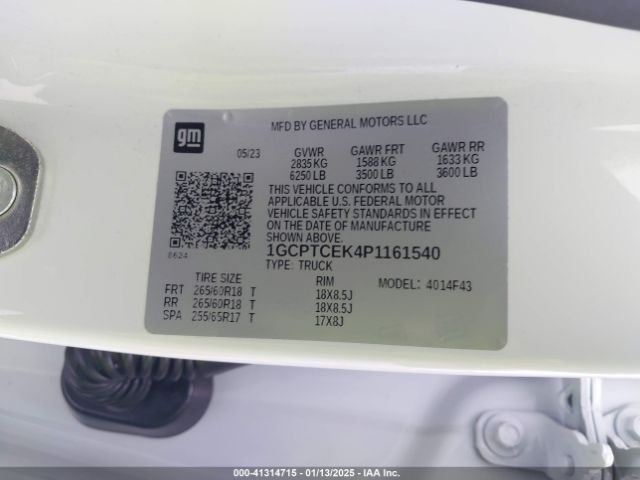 gm
MFD BY GENERAL MOTORS LLC
05/23 GVWR GAWR FRT GAWR RR
2835 KG 1588 KG 1633 KG
6250 LB 3500 LB 3600 LB
THIS VEHICLE CONFORMS TO ALL
APPLICABLE U.S. FEDERAL MOTOR
VEHICLE SAFETY STANDARDS IN EFFECT
ON THE DATE OF MANUFACTURE
SHOWN ABOVE.
8624
1GCPTCEK4P1161540
TYPE: TRUCK
TIRE SIZE RIM MODEL: 4014F43
FRT 265/60R18 T 18X8.5J
RR 265/60R18 T 18X8.5J
SPA 255/65R17 T 17X8J
000-41314715 - 01/13/2025 - IAA Inc.